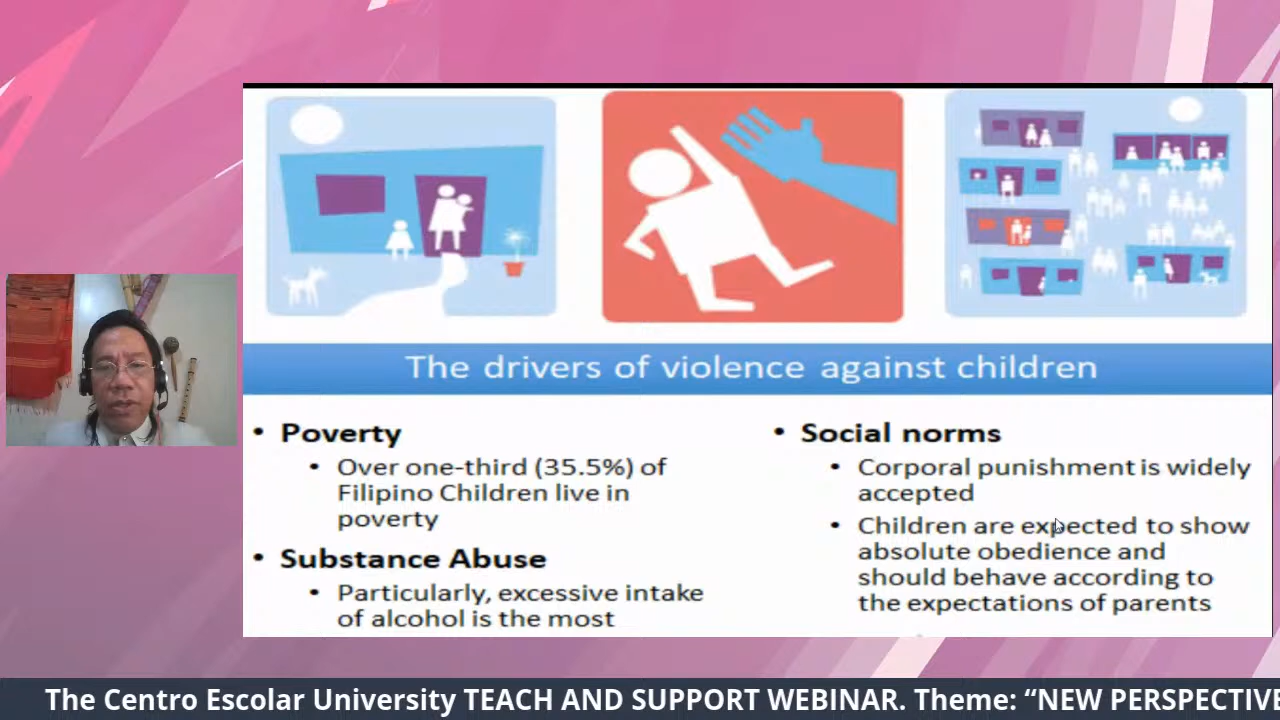 The drivers of violence against children
• Poverty
• Over one-third (35.5%) of
Filipino Children live in
poverty
• Substance Abuse
• Particularly, excessive intake
of alcohol is the most
• Social norms
• Corporal punishment is widely
accepted
• Children are expected to show
absolute obedience and
should behave according to
the expectations of parents
The Centro Escolar University TEACH AND SUPPORT WEBINAR. Theme: “NEW PERSPECTIVE